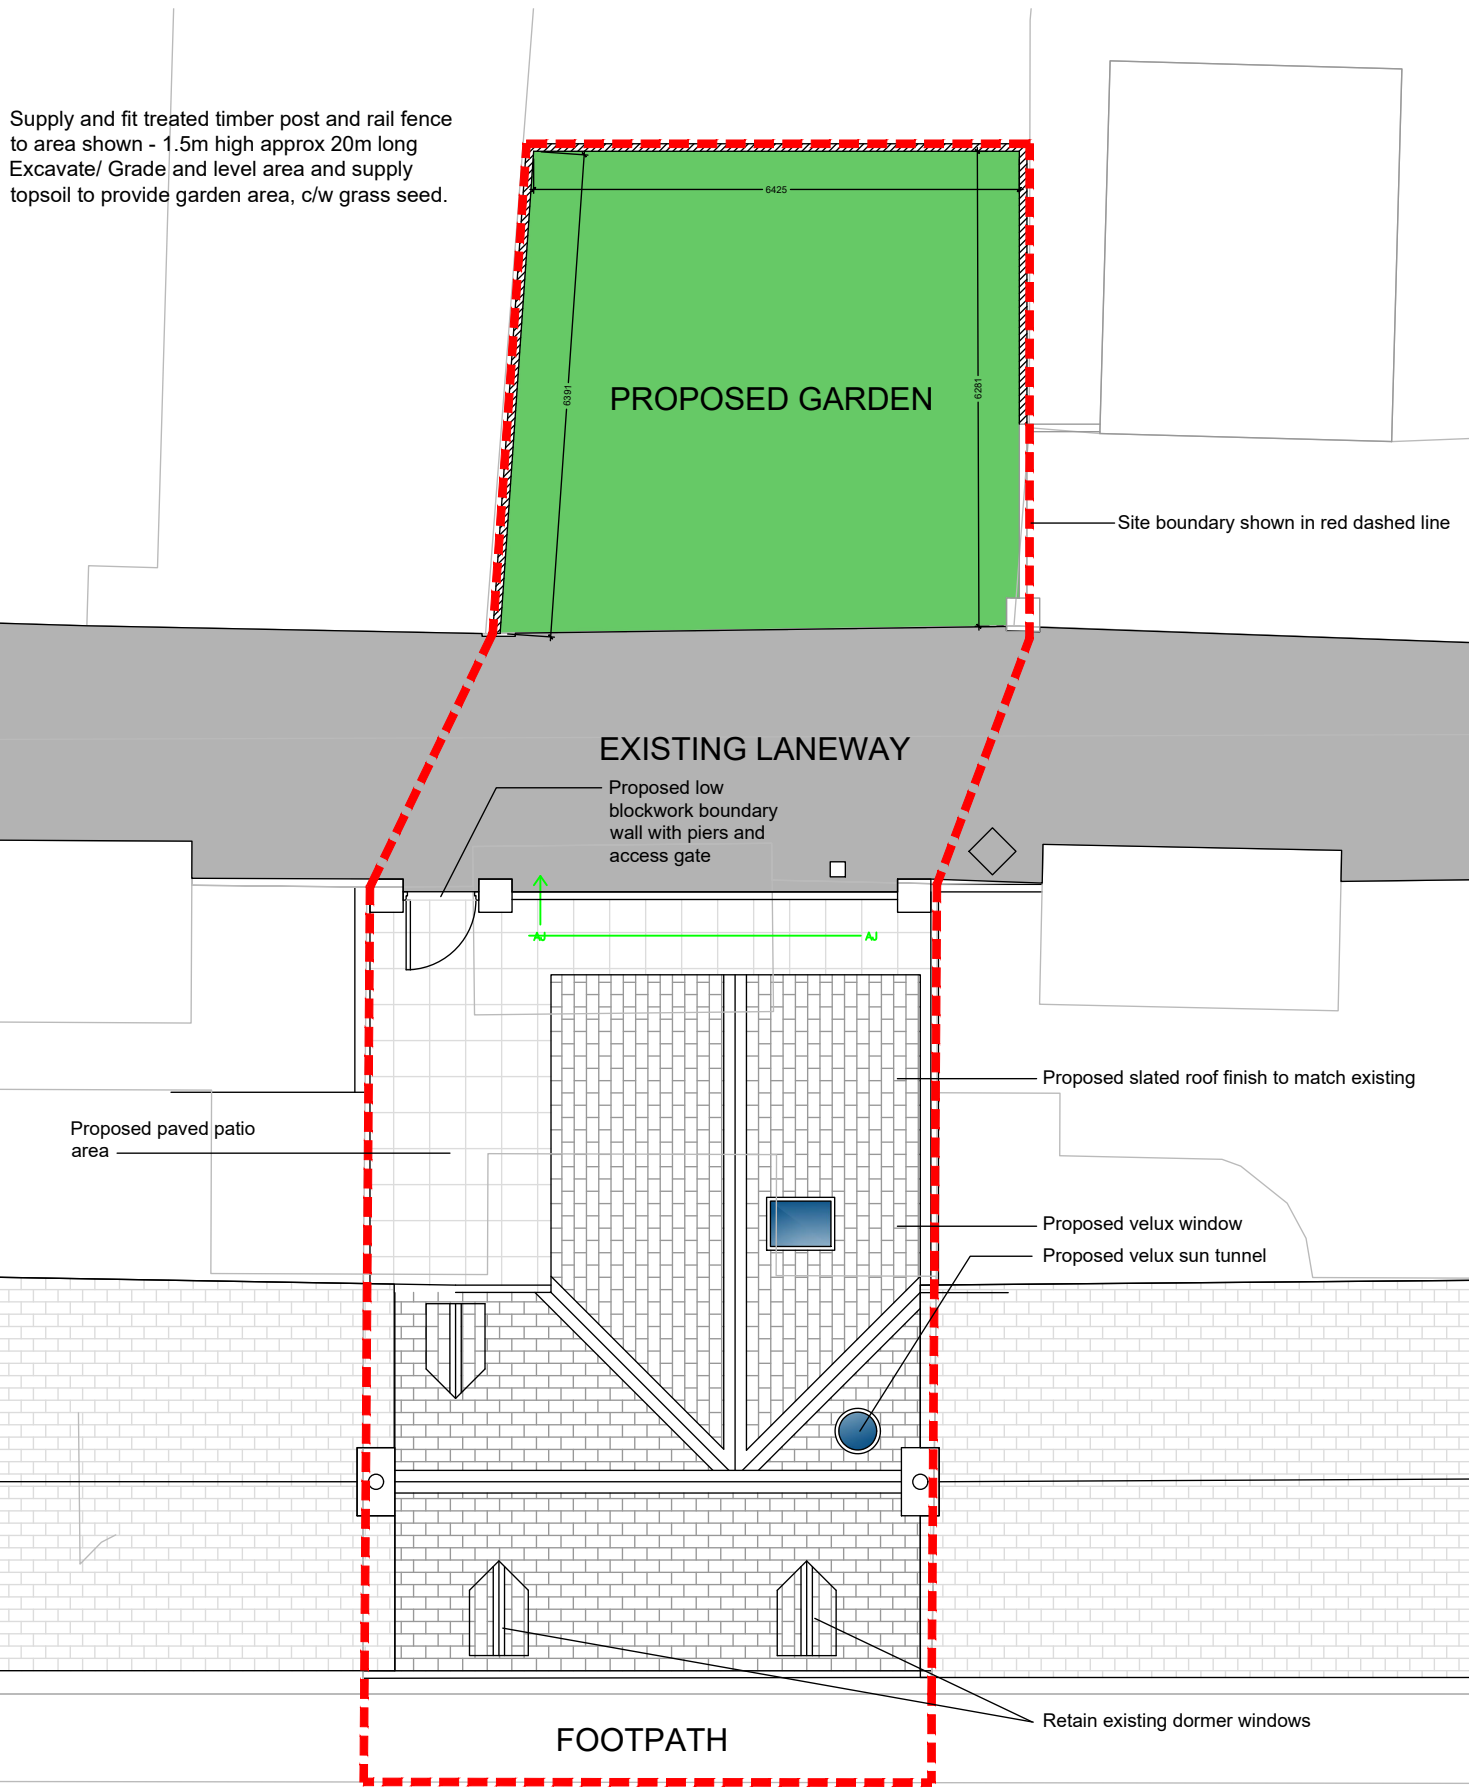 Supply and fit treated timber post and rail fence
to area shown - 1.5m high approx 20m long
Excavate/ Grade and level area and supply
topsoil to provide garden area, c/w grass seed.
6425
6391
6281
PROPOSED GARDEN
Site boundary shown in red dashed line
EXISTING LANEWAY
Proposed low
blockwork boundary
wall with piers and
access gate
AJ
AJ
Proposed slated roof finish to match existing
Proposed paved patio
area
Proposed velux window
Proposed velux sun tunnel
Retain existing dormer windows
FOOTPATH